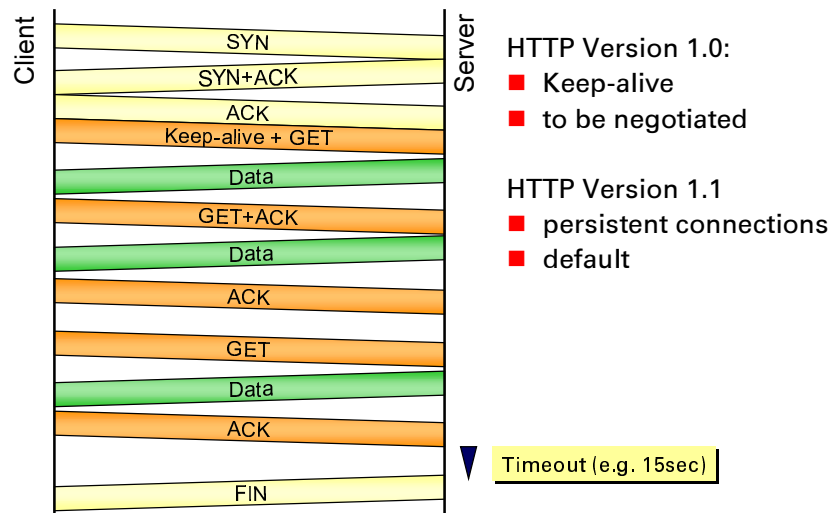 Client
Server
SYN
SYN+ACK
ACK
Keep-alive + GET
Data
GET+ACK
Data
ACK
GET
Data
ACK
FIN
HTTP Version 1.0:
Keep-alive
to be negotiated
HTTP Version 1.1
persistent connections
default
Timeout (e.g. 15sec)